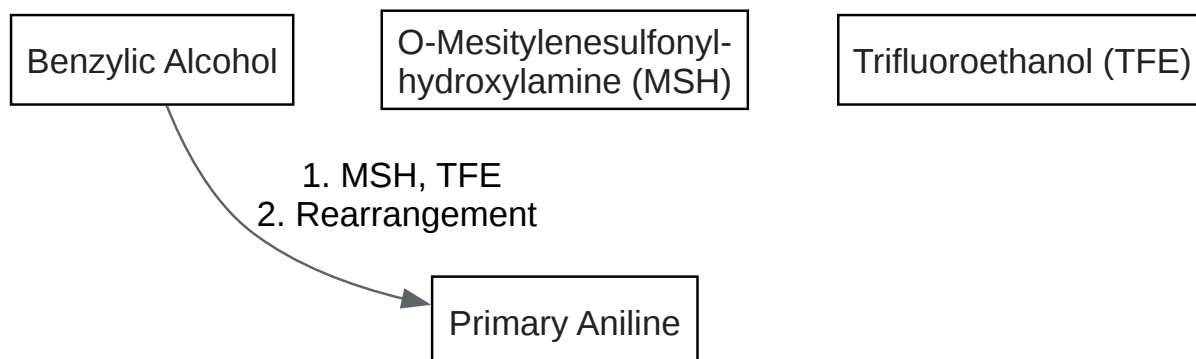 Benzylic Alcohol
O-Mesitylenesulfonyl-
hydroxylamine (MSH)
Trifluoroethanol (TFE)
1. MSH, TFE
2. Rearrangement
Primary Aniline